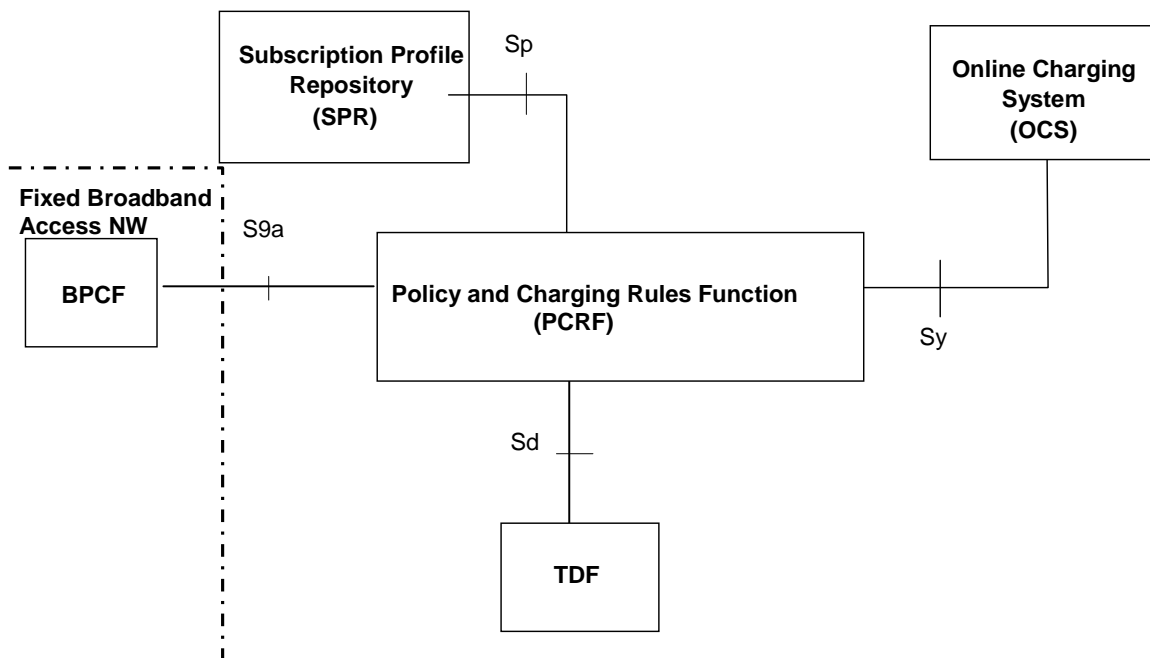 Subscription Profile
Repository
(SPR)
Sp
Online Charging
System
(OCS)
Fixed Broadband
Access NW
S9a
BPCF
Policy and Charging Rules Function
(PCRF)
Sy
Sd
TDF